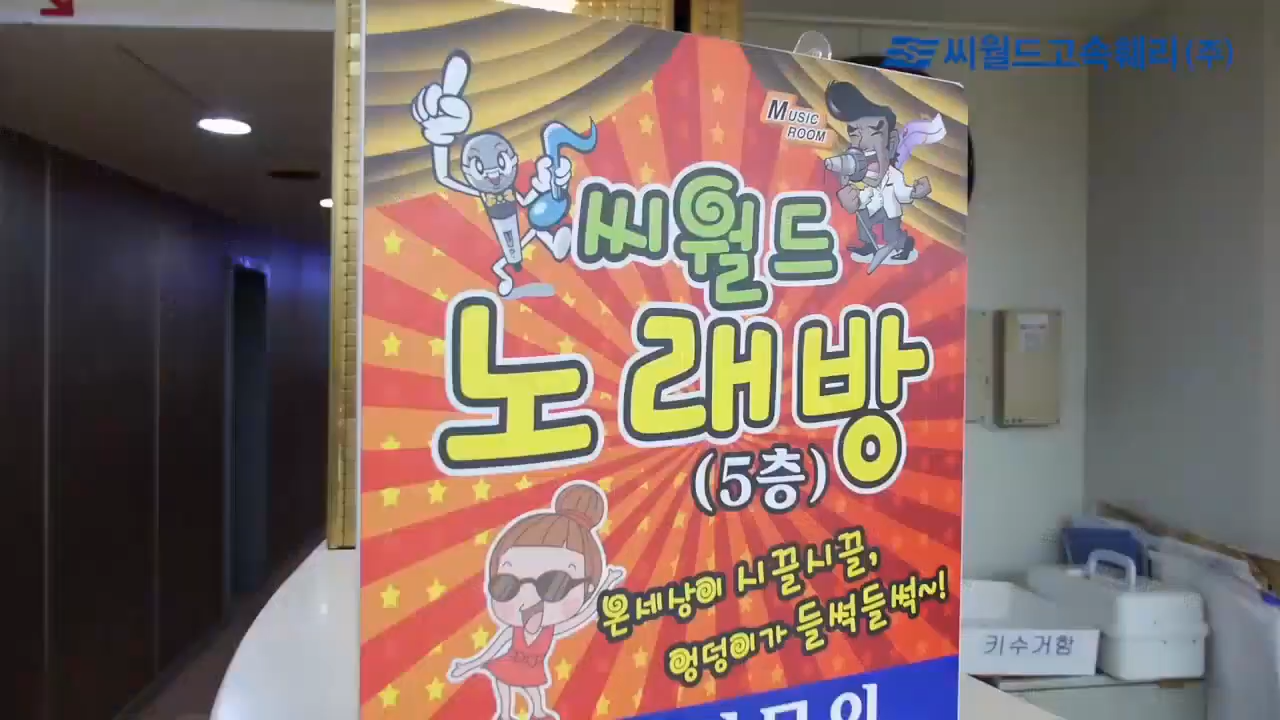 씨월드고속훼리(주)
MUSIC
ROOM
씨월드
노래방
(5층)
온세상이 시끌시끌,
엉덩이가 들썩들썩~!
문의
키수거함